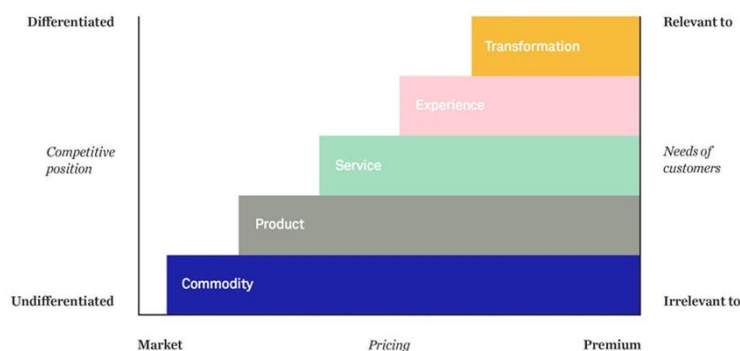 Differentiated
Relevant to
Transformation
Experience
Competitive
position
Needs of
customers
Service
Product
Commodity
Undifferentiated
Irrelevant to
Market
Pricing
Premium